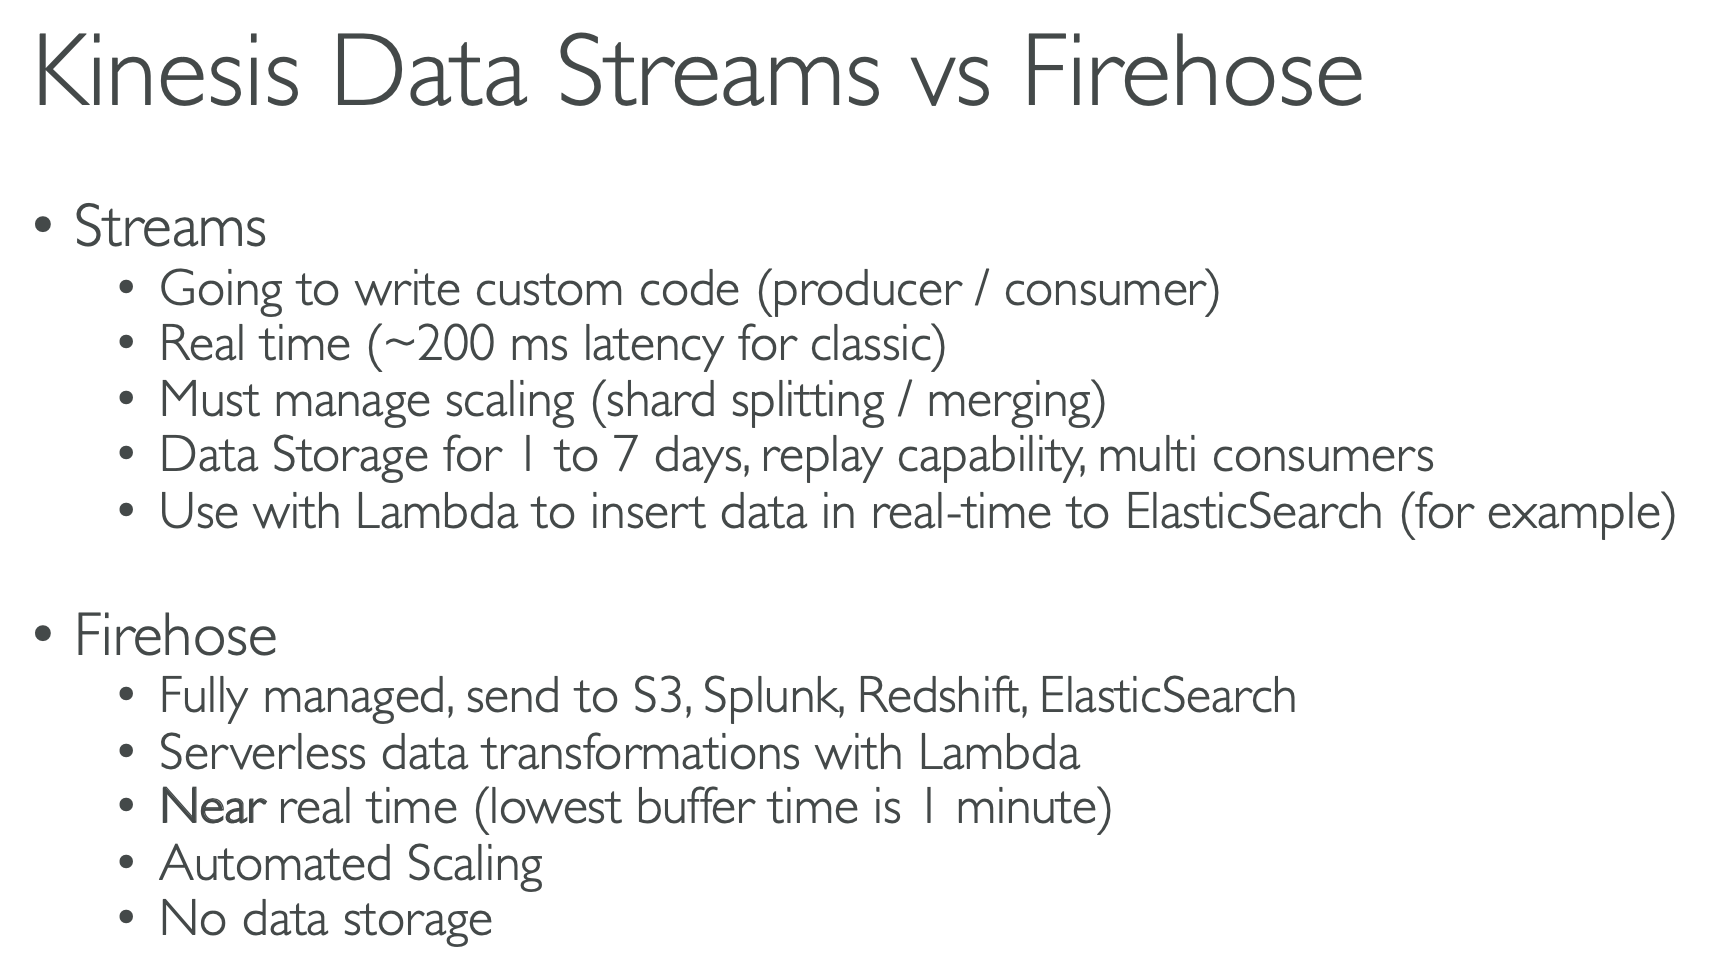 Kinesis Data Streams vs Firehose
• Streams
• Going to write custom code (producer / consumer)
• Real time (~200 ms latency for classic)
• Must manage scaling (shard splitting / merging)
• Data Storage for 1 to 7 days, replay capability, multi consumers
• Use with Lambda to insert data in real-time to ElasticSearch (for example)
• Firehose
• Fully managed, send to S3, Splunk, Redshift, ElasticSearch
• Serverless data transformations with Lambda
• Near real time (lowest buffer time is 1 minute)
• Automated Scaling
• No data storage